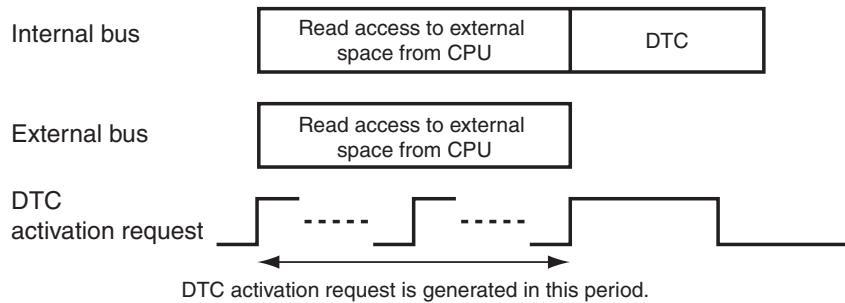 Internal bus
Read access to external
space from CPU
DTC
External bus
Read access to external
space from CPU
DTC
activation request
DTC activation request is generated in this period.